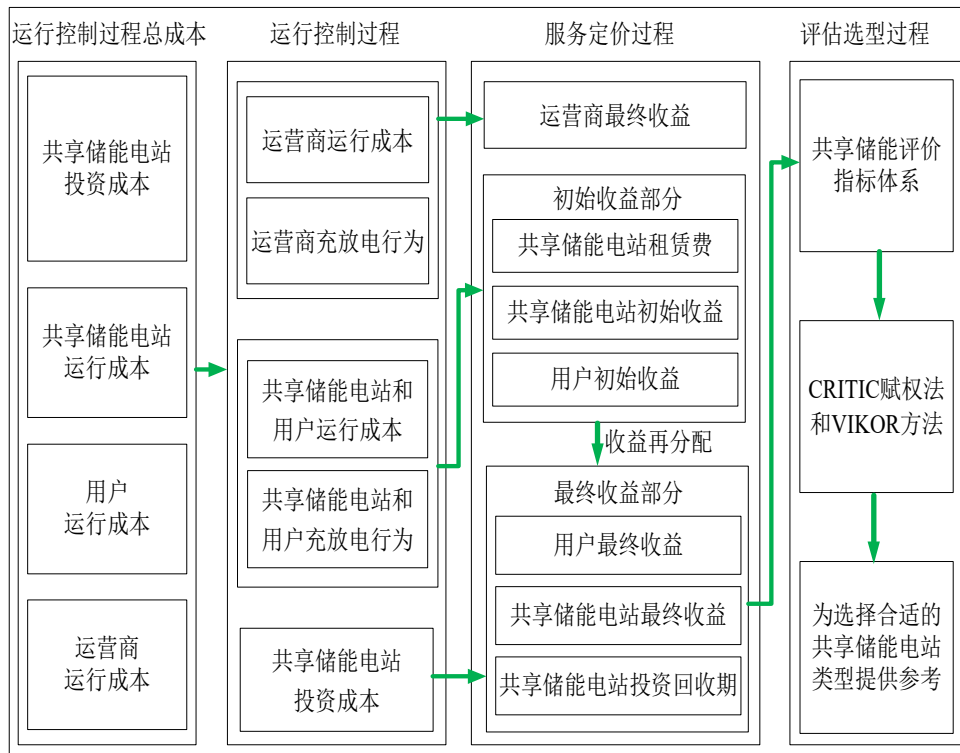 运行控制过程总成本
共享储能电站
投资成本
共享储能电站
运行成本
用户
运行成本
运营商
运行成本
运行控制过程
运营商运行成本
运营商充放电行为
共享储能电站和
用户运行成本
共享储能电站和
用户充放电行为
共享储能电站
投资成本
服务定价过程
运营商最终收益
初始收益部分
共享储能电站租赁费
共享储能电站初始收益
用户初始收益
收益再分配
最终收益部分
用户最终收益
共享储能电站最终收益
共享储能电站投资回收期
评估选型过程
共享储能评价
指标体系
CRITIC赋权法
和VIKOR方法
为选择合适的
共享储能电站
类型提供参考